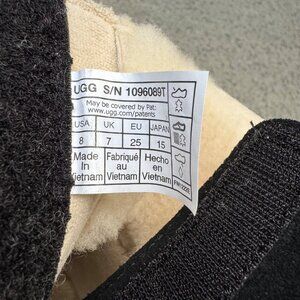 UGG S/N 1096089T
May be covered by Pat:
www.ugg.com/patents
USA UK EU JAPAN
8 7 25 15
Made Fabriqué Hecho
in au en
Vietnam Vietnam Vietnam